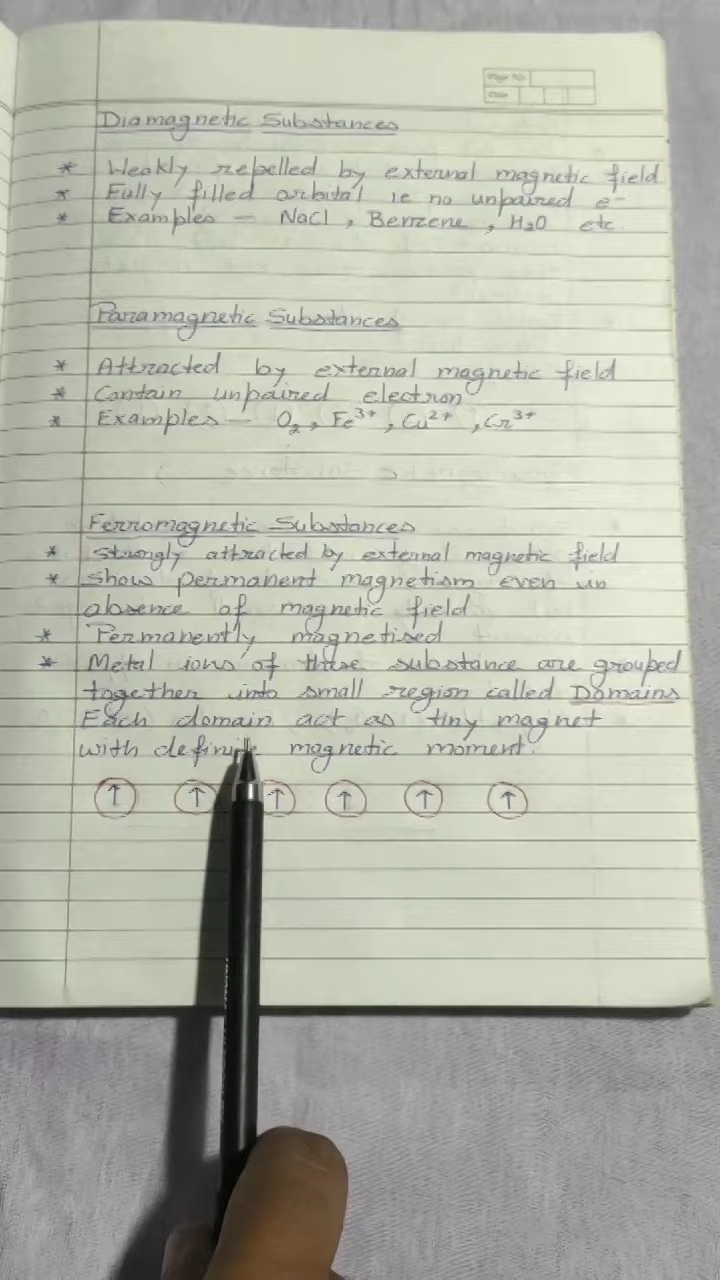 Page No.
Date
Diamagnetic Substances
* Weakly repelled by external magnetic field
* Fully filled orbital ie no unpaired e⁻
* Examples – NaCl, Benzene, H₂O etc.
Paramagnetic Substances
* Attracted by external magnetic field
* Contain unpaired electron
* Examples – O₂, Fe³⁺, Cu²⁺, Cr³⁺
Ferromagnetic Substances
* Strongly attracted by external magnetic field
* Show permanent magnetism even in
absence of magnetic field
* Permanently magnetised
* Metal ions of these substance are grouped
together into small region called Domains
Each domain act as tiny magnet
with definite magnetic moment.
↑ ↑ ↑ ↑ ↑ ↑